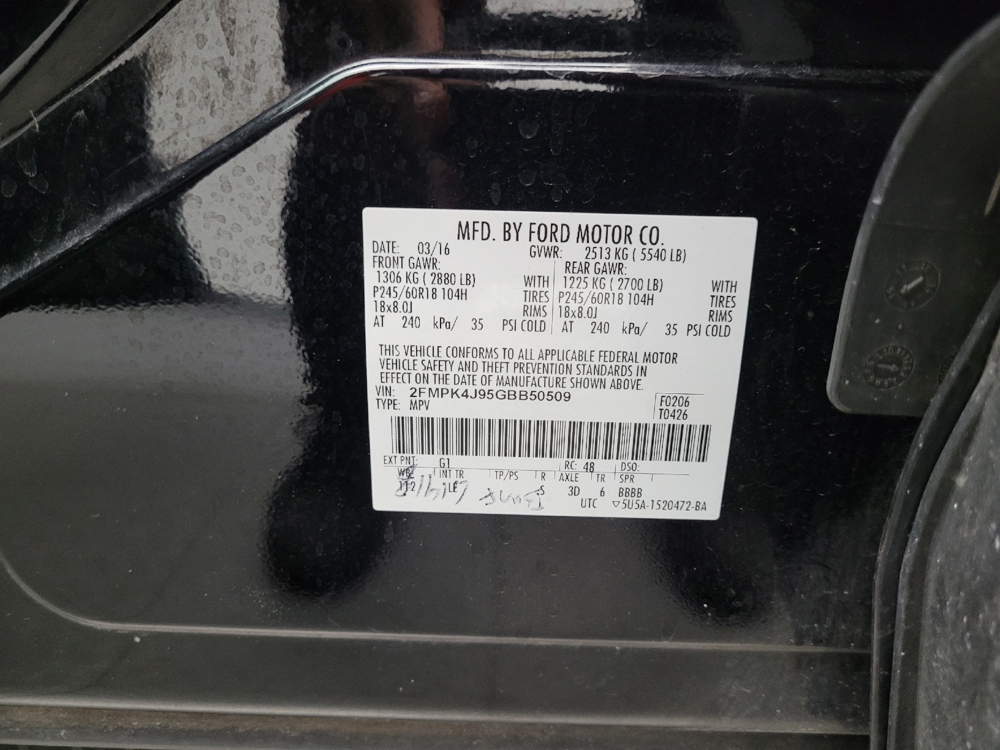 MFD. BY FORD MOTOR CO.
DATE: 03/16 GVWR: 2513 KG ( 5540 LB)
FRONT GAWR: REAR GAWR:
1306 KG ( 2880 LB) WITH 1225 KG ( 2700 LB) WITH
P245/60R18 104H TIRES P245/60R18 104H TIRES
18x8.0J RIMS 18x8.0J RIMS
AT 240 kPa/ 35 PSI COLD AT 240 kPa/ 35 PSI COLD
THIS VEHICLE CONFORMS TO ALL APPLICABLE FEDERAL MOTOR
VEHICLE SAFETY AND THEFT PREVENTION STANDARDS IN
EFFECT ON THE DATE OF MANUFACTURE SHOWN ABOVE.
VIN: 2FMPK4J95GBB50509 F0206
TYPE: MPV T0426
EXT PNT: G1 RC: 48 DSO:
WB INT TR TP/PS R AXLE TR SPR
112 LE S 3D 6 BBBB
UTC ▽5U5A-1520472-BA